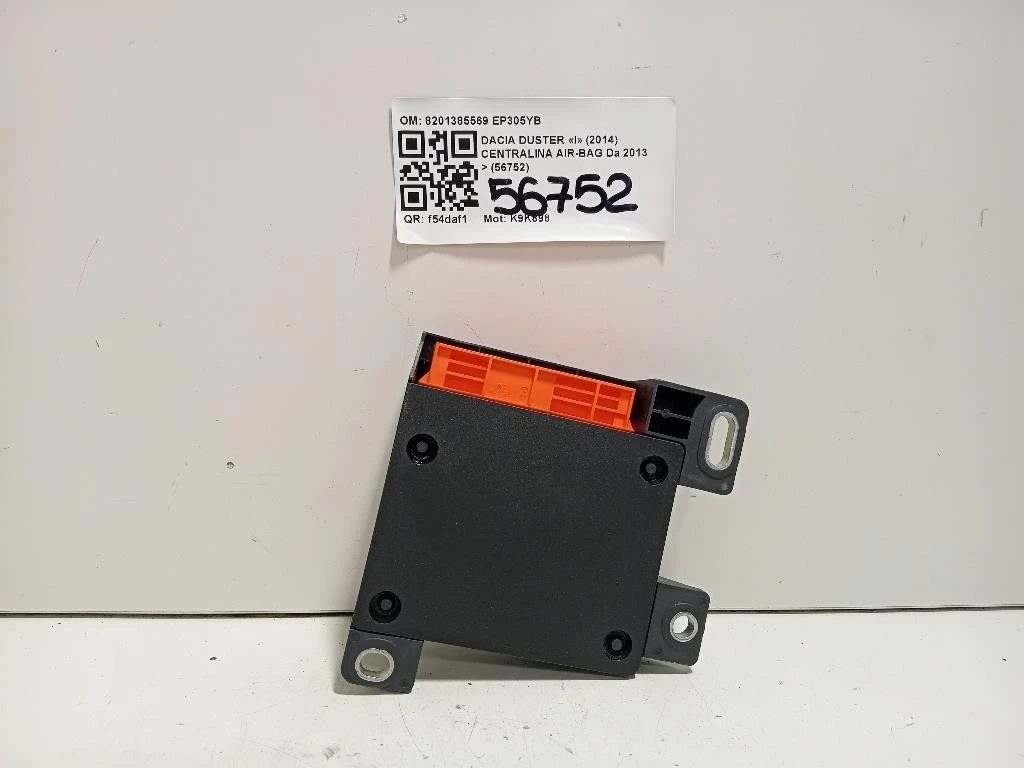 OM: 8201385569 EP305YB
DACIA DUSTER «I» (2014)
CENTRALINA AIR-BAG Da 2013
> (56752)
56752
QR: f54daf1 Mot: K9K898